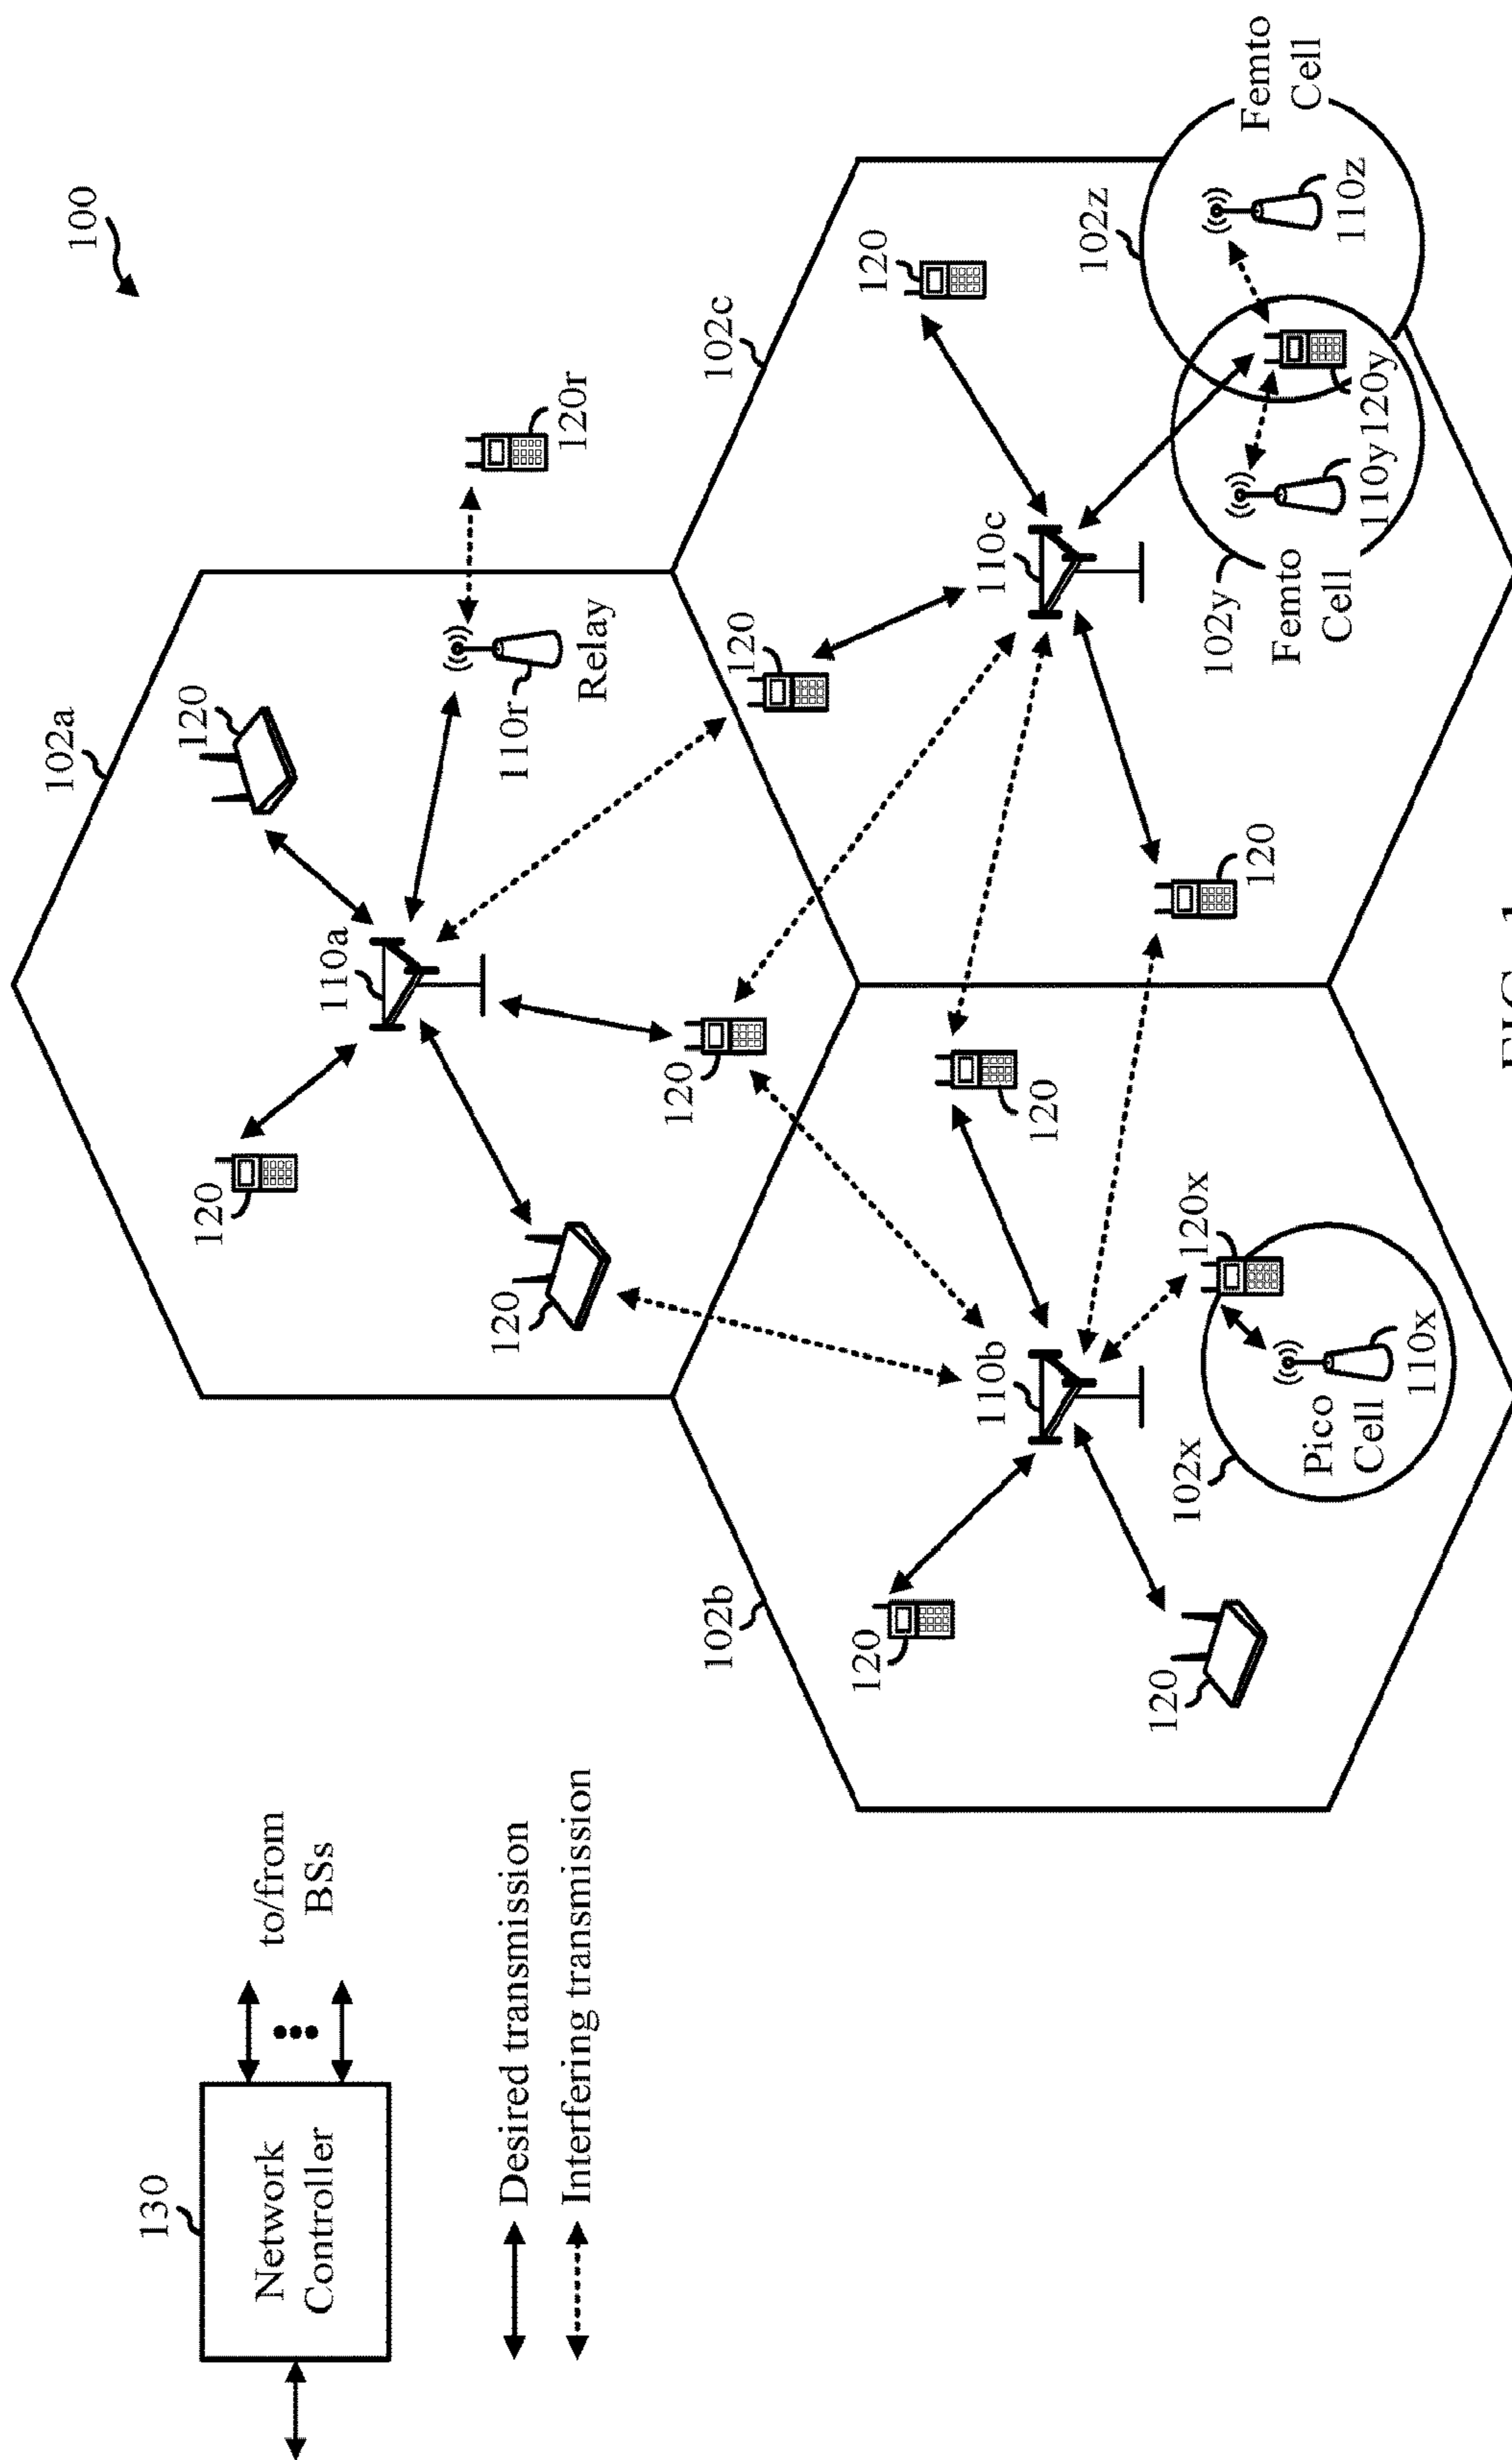 100
130
Network
Controller
to/from
BSs
Desired transmission
Interfering transmission
102a
120
120
110a
120r
110r
Relay
120
120
120
102b
102c
120
110b
120
120
110c
120
120
120
102x
Pico
Cell
110x
120x
102y
Femto
Cell
110y
120y
102z
110z
Femto
Cell
FIG. 1